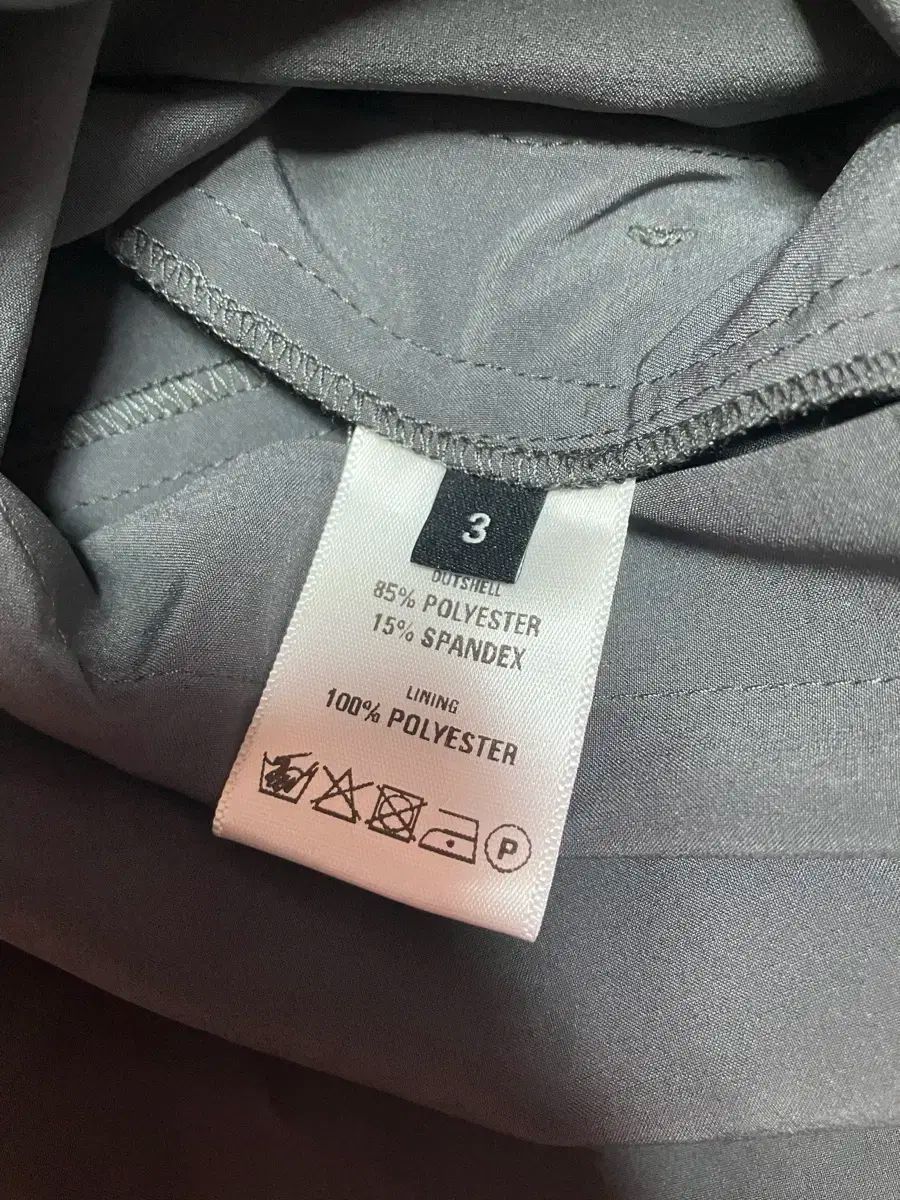 3
OUTSHELL
85% POLYESTER
15% SPANDEX
LINING
100% POLYESTER
P